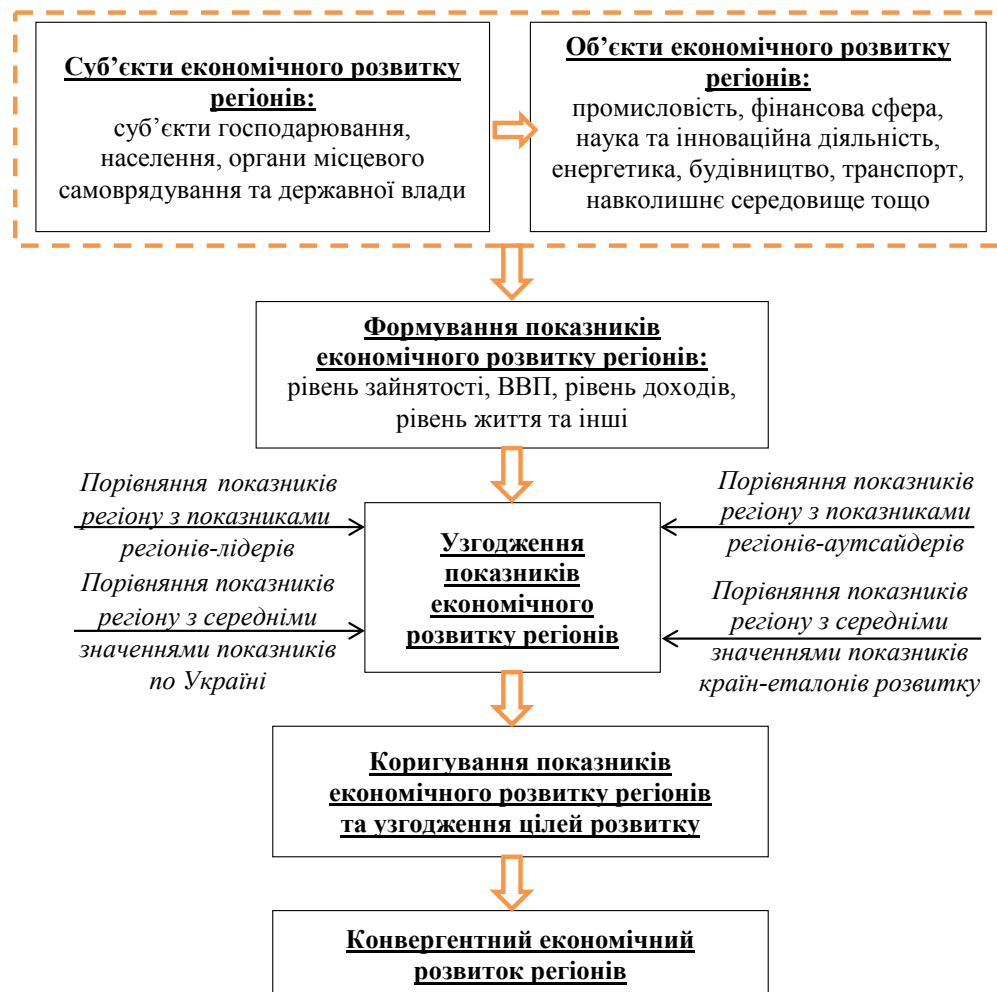 Суб’єкти економічного розвитку
регіонів:
суб’єкти господарювання,
населення, органи місцевого
самоврядування та державної влади
Об’єкти економічного розвитку
регіонів:
промисловість, фінансова сфера,
наука та інноваційна діяльність,
енергетика, будівництво, транспорт,
навколишнє середовище тощо
Формування показників
економічного розвитку регіонів:
рівень зайнятості, ВВП, рівень доходів,
рівень життя та інші
Порівняння показників
регіону з показниками
регіонів-лідерів
Порівняння показників
регіону з середніми
значеннями показників
по Україні
Узгодження
показників
економічного
розвитку регіонів
Порівняння показників
регіону з показниками
регіонів-аутсайдерів
Порівняння показників
регіону з середніми
значеннями показників
країн-еталонів розвитку
Коригування показників
економічного розвитку регіонів
та узгодження цілей розвитку
Конвергентний економічний
розвиток регіонів